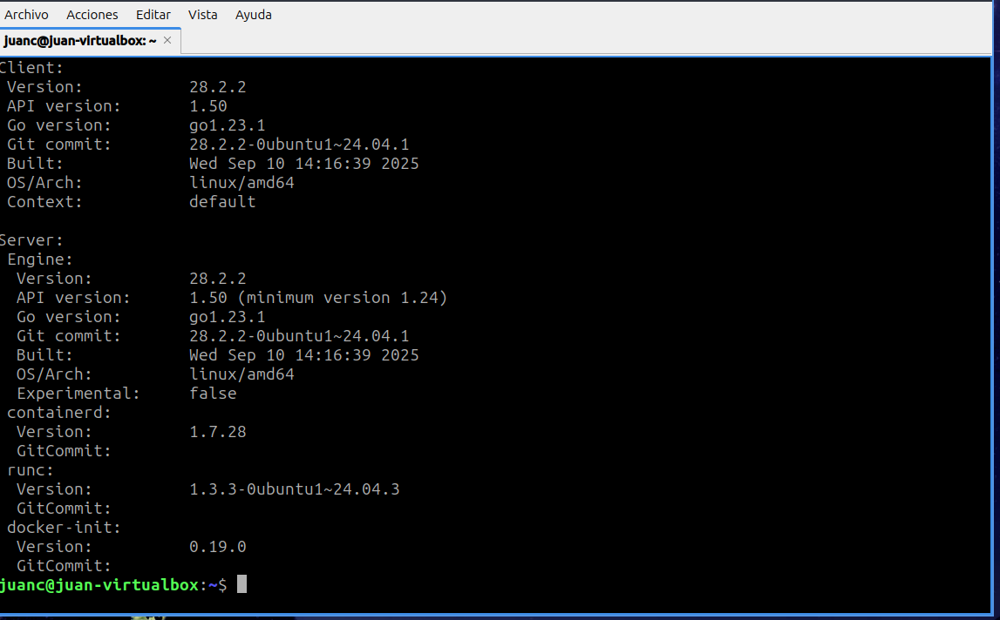 Archivo Acciones Editar Vista Ayuda
juanc@juan-virtualbox: ~ ×
Client:
 Version:           28.2.2
 API version:       1.50
 Go version:        go1.23.1
 Git commit:        28.2.2-0ubuntu1~24.04.1
 Built:             Wed Sep 10 14:16:39 2025
 OS/Arch:           linux/amd64
 Context:           default

Server:
 Engine:
  Version:          28.2.2
  API version:      1.50 (minimum version 1.24)
  Go version:       go1.23.1
  Git commit:       28.2.2-0ubuntu1~24.04.1
  Built:            Wed Sep 10 14:16:39 2025
  OS/Arch:          linux/amd64
  Experimental:     false
 containerd:
  Version:          1.7.28
  GitCommit:
 runc:
  Version:          1.3.3-0ubuntu1~24.04.3
  GitCommit:
 docker-init:
  Version:          0.19.0
  GitCommit:
juanc@juan-virtualbox:~$